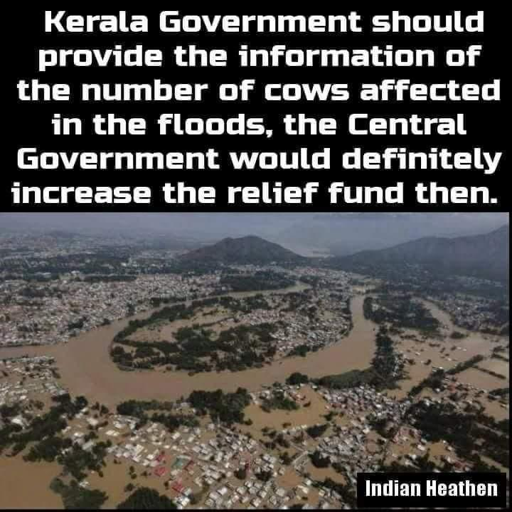 Kerala Government should
provide the information of
the number of cows affected
in the floods, the Central
Government would definitely
increase the relief fund then.
Indian Heathen